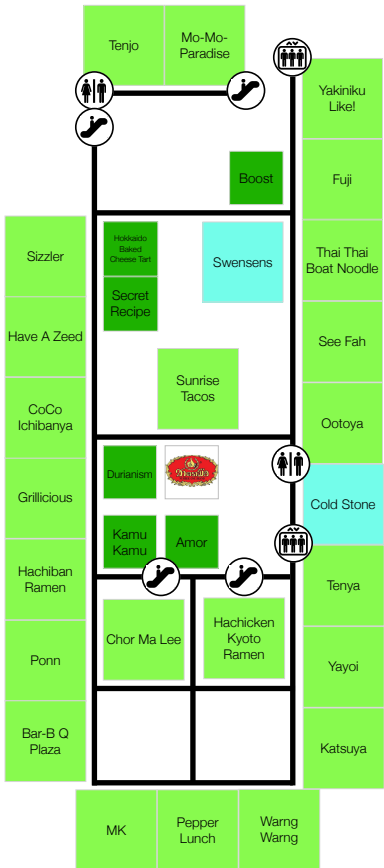 Tenjo
Mo-Mo-
Paradise
Yakiniku
Like!
Boost
Fuji
Sizzler
Hokkaido
Baked
Cheese Tart
Swensens
Thai Thai
Boat Noodle
Secret
Recipe
Have A Zeed
See Fah
Sunrise
Tacos
CoCo
Ichibanya
Ootoya
Grillicious
Durianism
Cold Stone
Kamu
Kamu
Amor
Hachiban
Ramen
Tenya
Chor Ma Lee
Hachicken
Kyoto
Ramen
Ponn
Yayoi
Bar-B Q
Plaza
Katsuya
MK
Pepper
Lunch
Warng
Warng